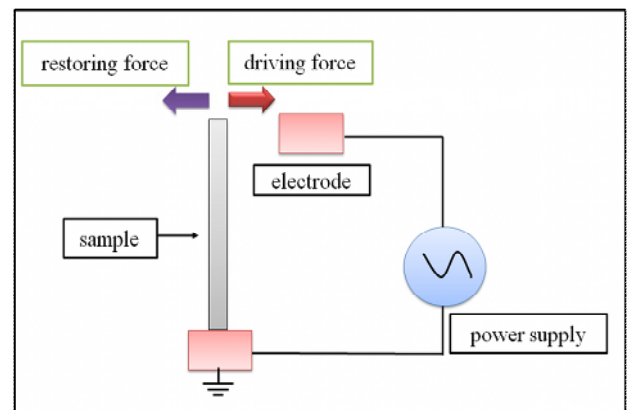 restoring force
driving force
electrode
sample
power supply